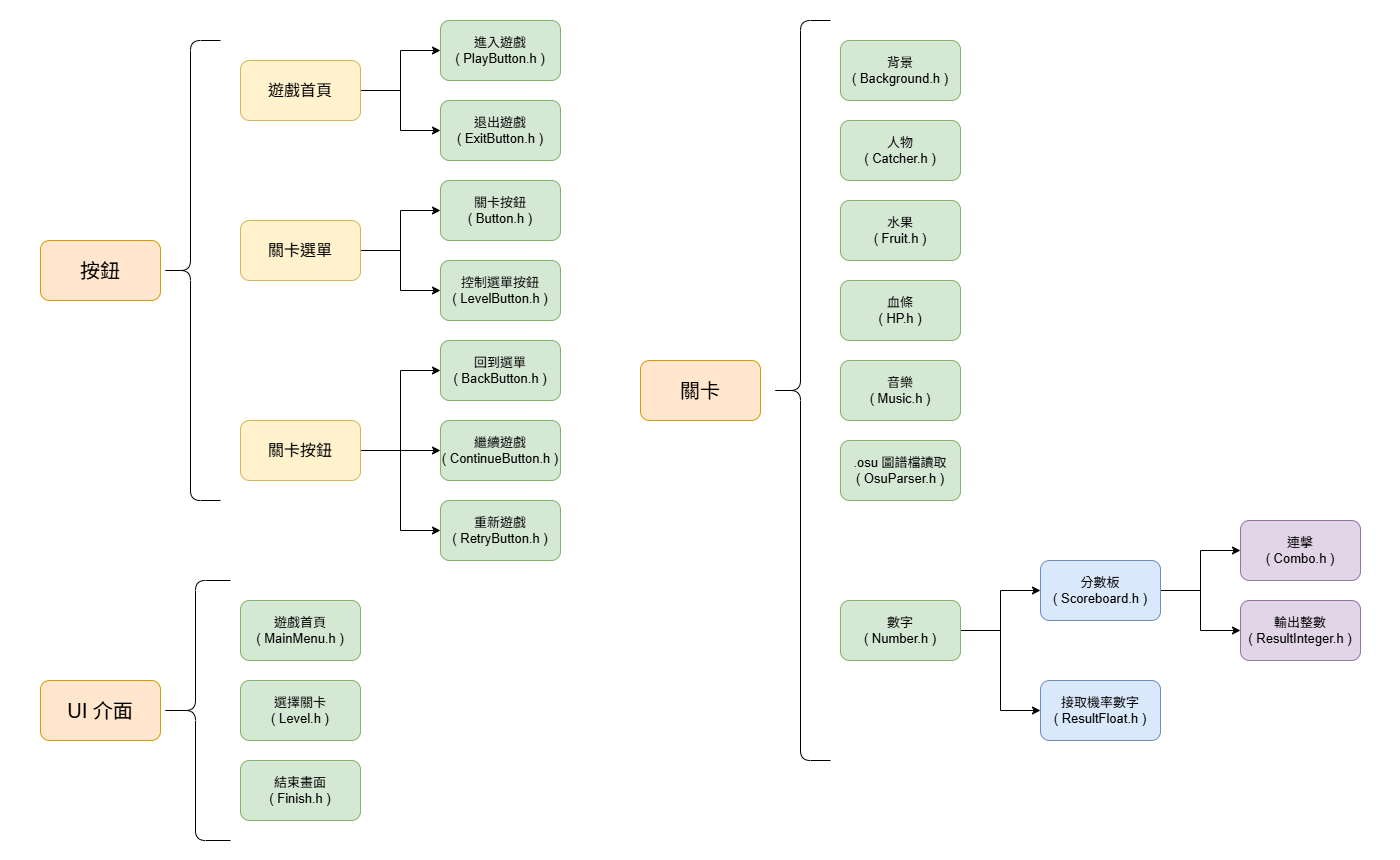 按鈕
遊戲首頁
進入遊戲
( PlayButton.h )
退出遊戲
( ExitButton.h )
關卡選單
關卡按鈕
( Button.h )
控制選單按鈕
( LevelButton.h )
關卡按鈕
回到選單
( BackButton.h )
繼續遊戲
( ContinueButton.h )
重新遊戲
( RetryButton.h )
UI 介面
遊戲首頁
( MainMenu.h )
選擇關卡
( Level.h )
結束畫面
( Finish.h )
關卡
背景
( Background.h )
人物
( Catcher.h )
水果
( Fruit.h )
血條
( HP.h )
音樂
( Music.h )
.osu 圖譜檔讀取
( OsuParser.h )
數字
( Number.h )
分數板
( Scoreboard.h )
連擊
( Combo.h )
輸出整數
( ResultInteger.h )
接取機率數字
( ResultFloat.h )